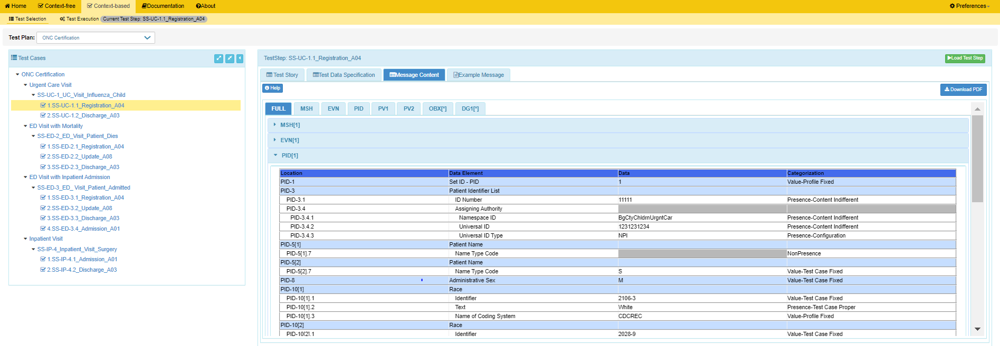 Home Context-free Context-based Documentation About Preferences
Test Selection Test Execution Current Test Step: SS-UC-1.1_Registration_A04
Test Plan: ONC Certification
Test Cases
ONC Certification
Urgent Care Visit
SS-UC-1_UC_Visit_Influenza_Child
1.SS-UC-1.1_Registration_A04
2.SS-UC-1.2_Discharge_A03
ED Visit with Mortality
SS-ED-2_ED_Visit_Patient_Dies
1.SS-ED-2.1_Registration_A04
2.SS-ED-2.2_Update_A08
3.SS-ED-2.3_Discharge_A03
ED Visit with Inpatient Admission
SS-ED-3_ED_ Visit_Patient_Admitted
1.SS-ED-3.1_Registration_A04
2.SS-ED-3.2_Update_A08
3.SS-ED-3.3_Discharge_A03
4.SS-ED-3.4_Admission_A01
Inpatient Visit
SS-IP-4_Inpatient_Visit_Surgery
1.SS-IP-4.1_Admission_A01
2.SS-IP-4.2_Discharge_A03
TestStep: SS-UC-1.1_Registration_A04 Load Test Step
Test Story Test Data Specification Message Content Example Message
Help Download PDF
FULL MSH EVN PID PV1 PV2 OBX[*] DG1[*]
MSH[1]
EVN[1]
PID[1]
Location Data Element Data Categorization
PID-1 Set ID - PID 1 Value-Profile Fixed
PID-3 Patient Identifier List
PID-3.1 ID Number 11111 Presence-Content Indifferent
PID-3.4 Assigning Authority
PID-3.4.1 Namespace ID BgCtyChldrnUrgntCar Presence-Content Indifferent
PID-3.4.2 Universal ID 1231231234 Presence-Content Indifferent
PID-3.4.3 Universal ID Type NPI Presence-Configuration
PID-5[1] Patient Name
PID-5[1].7 Name Type Code NonPresence
PID-5[2] Patient Name
PID-5[2].7 Name Type Code S Value-Test Case Fixed
PID-8 Administrative Sex M Value-Test Case Fixed
PID-10[1] Race
PID-10[1].1 Identifier 2106-3 Value-Test Case Fixed
PID-10[1].2 Text White Presence-Test Case Proper
PID-10[1].3 Name of Coding System CDCREC Value-Profile Fixed
PID-10[2] Race
PID-10[2].1 Identifier 2028-9 Value-Test Case Fixed